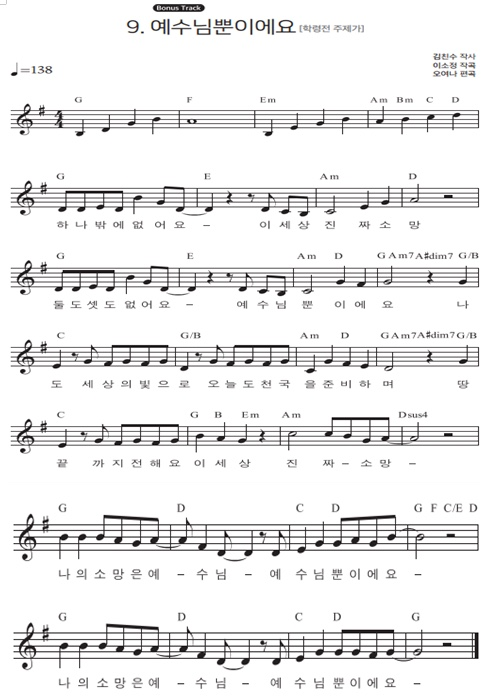 Bonus Track
9. 예수님뿐이에요 [학령전 주제가]
김진수 작사
이소정 작곡
오여나 편곡
♩=138
G F Em Am Bm C D
G E Am D
하나밖에없어요- 이세상진짜소망
G E Am D G Am7 A#dim7 G/B
둘도셋도없어요- 예수님뿐이에요 나
C G/B Am D G Am7 A#dim7 G/B
도 세상의빛으로 오늘도천국을준비하며 땅
C G B Em Am Dsus4
끝 까지전해요이세상 진 짜-소망-
G D C D G F C/E D
나의소망은예-수님- 예수님뿐이에요-
G D C D G
나의소망은예-수님- 예수님뿐이에요-